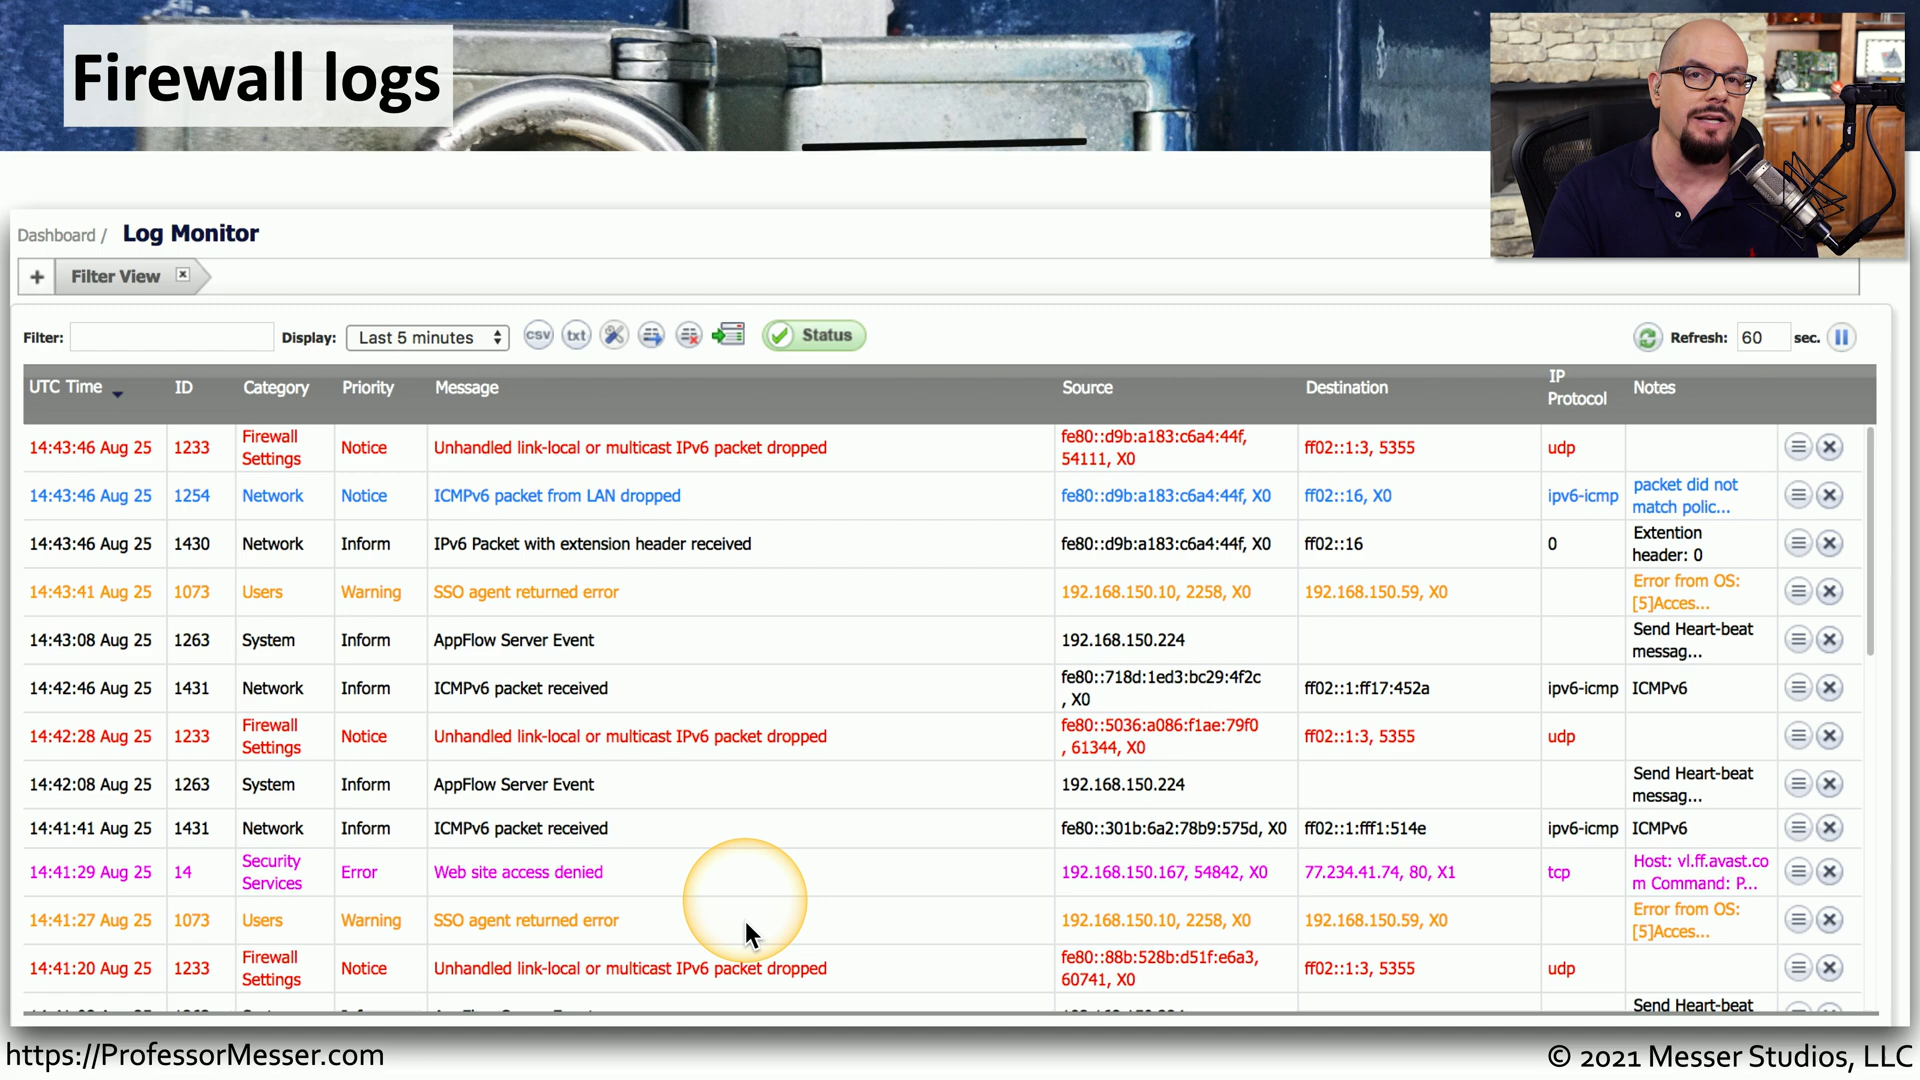 Firewall logs
Dashboard / Log Monitor
+ Filter View x
Filter: Display: Last 5 minutes csv txt Status Refresh: 60 sec.
UTC Time ID Category Priority Message Source Destination IP Protocol Notes
14:43:46 Aug 25 1233 Firewall Settings Notice Unhandled link-local or multicast IPv6 packet dropped fe80::d9b:a183:c6a4:44f, 54111, X0 ff02::1:3, 5355 udp
14:43:46 Aug 25 1254 Network Notice ICMPv6 packet from LAN dropped fe80::d9b:a183:c6a4:44f, X0 ff02::16, X0 ipv6-icmp packet did not match polic...
14:43:46 Aug 25 1430 Network Inform IPv6 Packet with extension header received fe80::d9b:a183:c6a4:44f, X0 ff02::16 0 Extention header: 0
14:43:41 Aug 25 1073 Users Warning SSO agent returned error 192.168.150.10, 2258, X0 192.168.150.59, X0 Error from OS: [5]Acces...
14:43:08 Aug 25 1263 System Inform AppFlow Server Event 192.168.150.224 Send Heart-beat messag...
14:42:46 Aug 25 1431 Network Inform ICMPv6 packet received fe80::718d:1ed3:bc29:4f2c , X0 ff02::1:ff17:452a ipv6-icmp ICMPv6
14:42:28 Aug 25 1233 Firewall Settings Notice Unhandled link-local or multicast IPv6 packet dropped fe80::5036:a086:f1ae:79f0 , 61344, X0 ff02::1:3, 5355 udp
14:42:08 Aug 25 1263 System Inform AppFlow Server Event 192.168.150.224 Send Heart-beat messag...
14:41:41 Aug 25 1431 Network Inform ICMPv6 packet received fe80::301b:6a2:78b9:575d, X0 ff02::1:fff1:514e ipv6-icmp ICMPv6
14:41:29 Aug 25 14 Security Services Error Web site access denied 192.168.150.167, 54842, X0 77.234.41.74, 80, X1 tcp Host: vl.ff.avast.co m Command: P...
14:41:27 Aug 25 1073 Users Warning SSO agent returned error 192.168.150.10, 2258, X0 192.168.150.59, X0 Error from OS: [5]Acces...
14:41:20 Aug 25 1233 Firewall Settings Notice Unhandled link-local or multicast IPv6 packet dropped fe80::88b:528b:d51f:e6a3, 60741, X0 ff02::1:3, 5355 udp
Send Heart-beat
https://ProfessorMesser.com
© 2021 Messer Studios, LLC